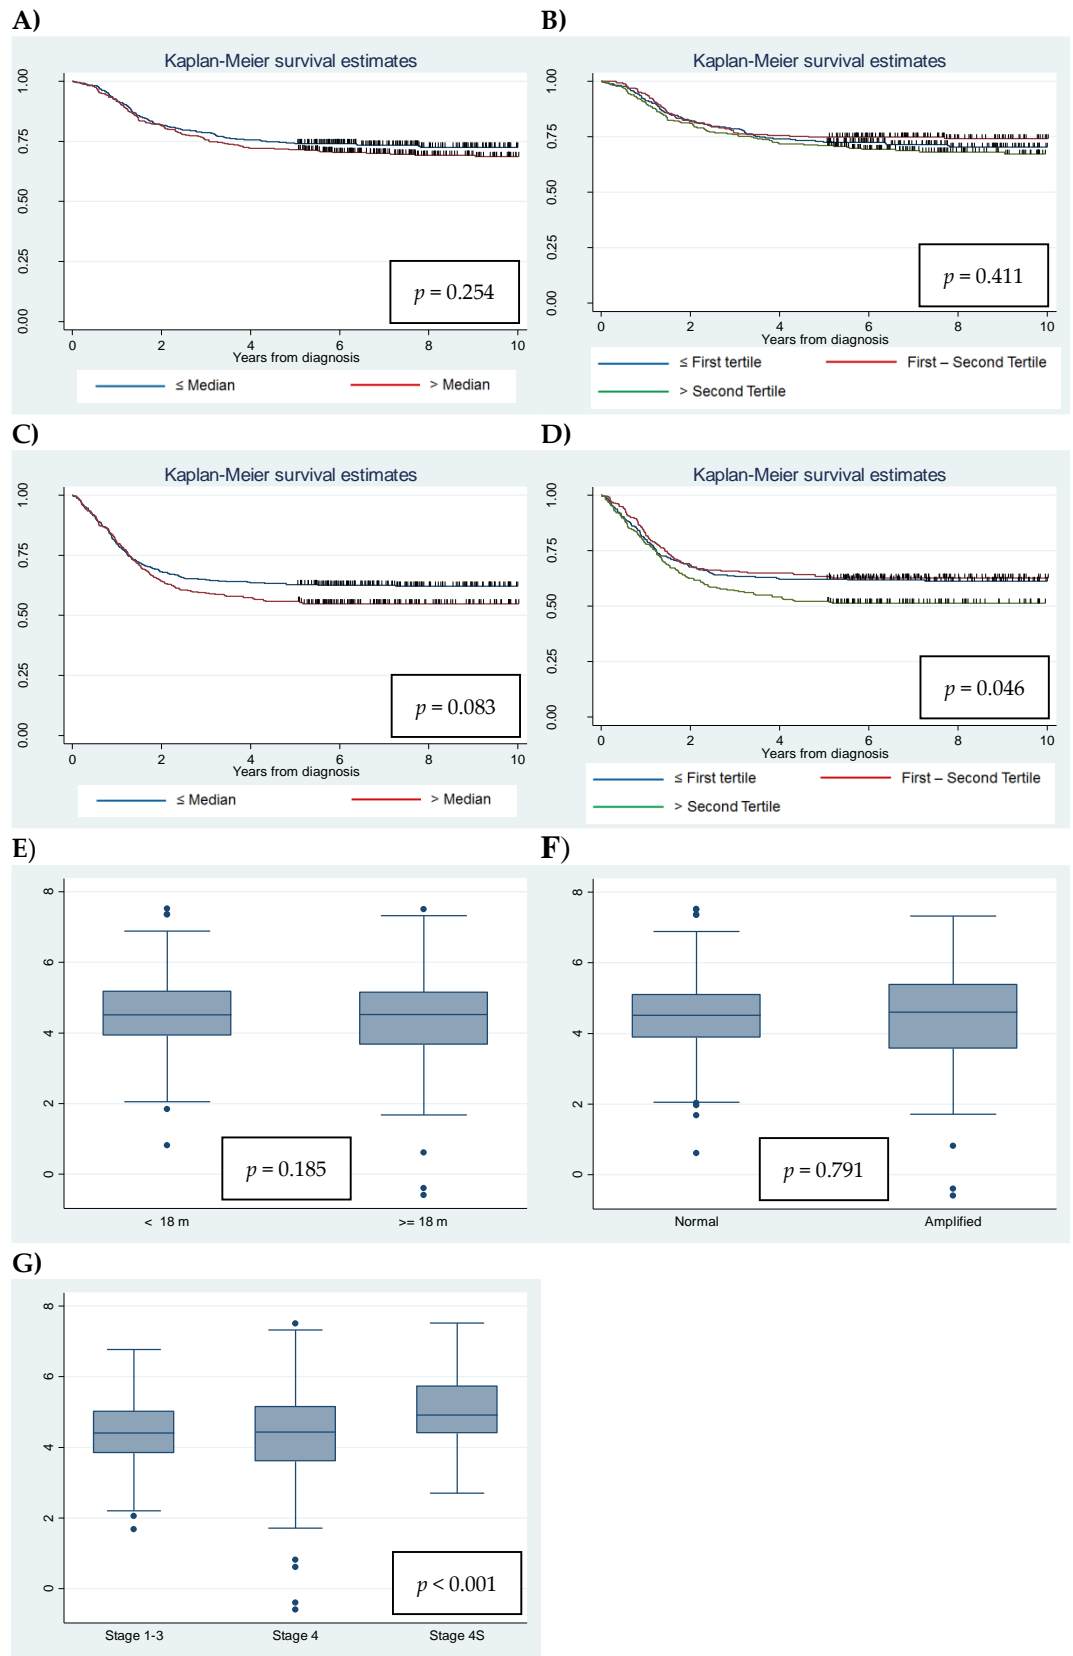 A)
Kaplan-Meier survival estimates
1.00
0.75
0.50
0.25
0.00
p = 0.254
0 2 4 6 8 10
Years from diagnosis
≤ Median > Median
B)
Kaplan-Meier survival estimates
1.00
0.75
0.50
0.25
0.00
p = 0.411
0 2 4 6 8 10
Years from diagnosis
≤ First tertile First – Second Tertile
> Second Tertile
C)
Kaplan-Meier survival estimates
1.00
0.75
0.50
0.25
0.00
p = 0.083
0 2 4 6 8 10
Years from diagnosis
≤ Median > Median
D)
Kaplan-Meier survival estimates
1.00
0.75
0.50
0.25
0.00
p = 0.046
0 2 4 6 8 10
Years from diagnosis
≤ First tertile First – Second Tertile
> Second Tertile
E)
8
6
4
2
0
p = 0.185
< 18 m >= 18 m
F)
8
6
4
2
0
p = 0.791
Normal Amplified
G)
8
6
4
2
0
p < 0.001
Stage 1-3 Stage 4 Stage 4S